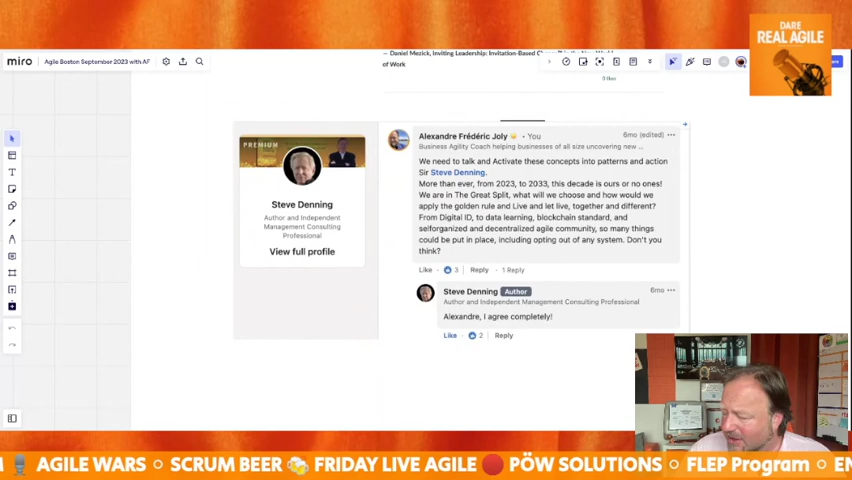 DARE
REAL AGILE
miro
Agile Boston September 2023 with AF
— Daniel Mezick, Inviting Leadership: Invitation-Based
of Work
PREMIUM
Steve Denning
Author and Independent
Management Consulting
Professional
View full profile
Alexandre Frédéric Joly • You
6mo (edited)
Business Agility Coach helping businesses of all size uncovering new ...
We need to talk and Activate these concepts into patterns and action
Sir Steve Denning.
More than ever, from 2023, to 2033, this decade is ours or no ones!
We are in The Great Split, what will we choose and how would we
apply the golden rule and Live and let live, together and different?
From Digital ID, to data learning, blockchain standard, and
selforganized and decentralized agile community, so many things
could be put in place, including opting out of any system. Don't you
think?
Like 3 Reply 1 Reply
Steve Denning Author
6mo
Author and Independent Management Consulting Professional
Alexandre, I agree completely!
Like 2 Reply
M AGILE WARS ○ SCRUM BEER FRIDAY LIVE AGILE PÖW SOLUTIONS ○ FLEP Program ○ EN